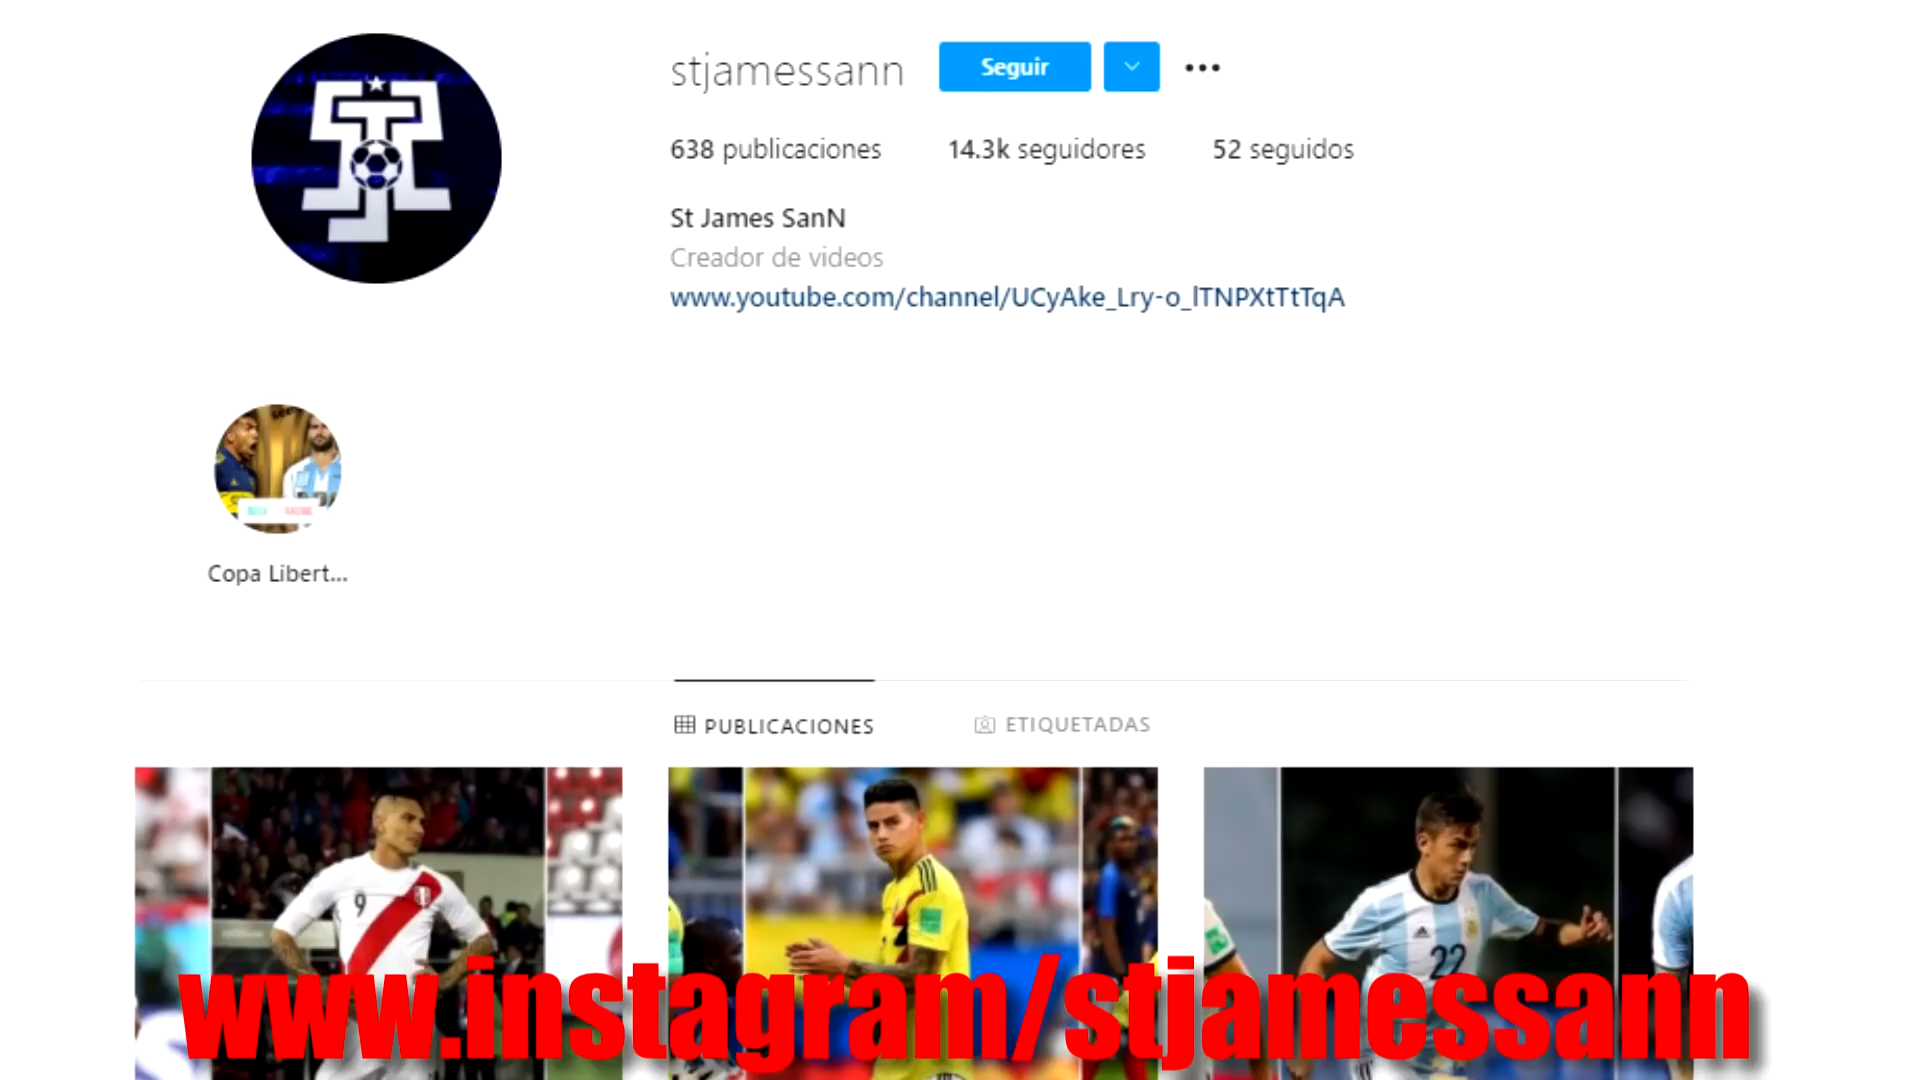 stjamessann
Seguir
638 publicaciones
14.3k seguidores
52 seguidos
St James SanN
Creador de videos
www.youtube.com/channel/UCyAke_Lry-o_lTNPXtTtTqA
Copa Libert...
PUBLICACIONES
ETIQUETADAS
9
22
www.instagram/stjamessann